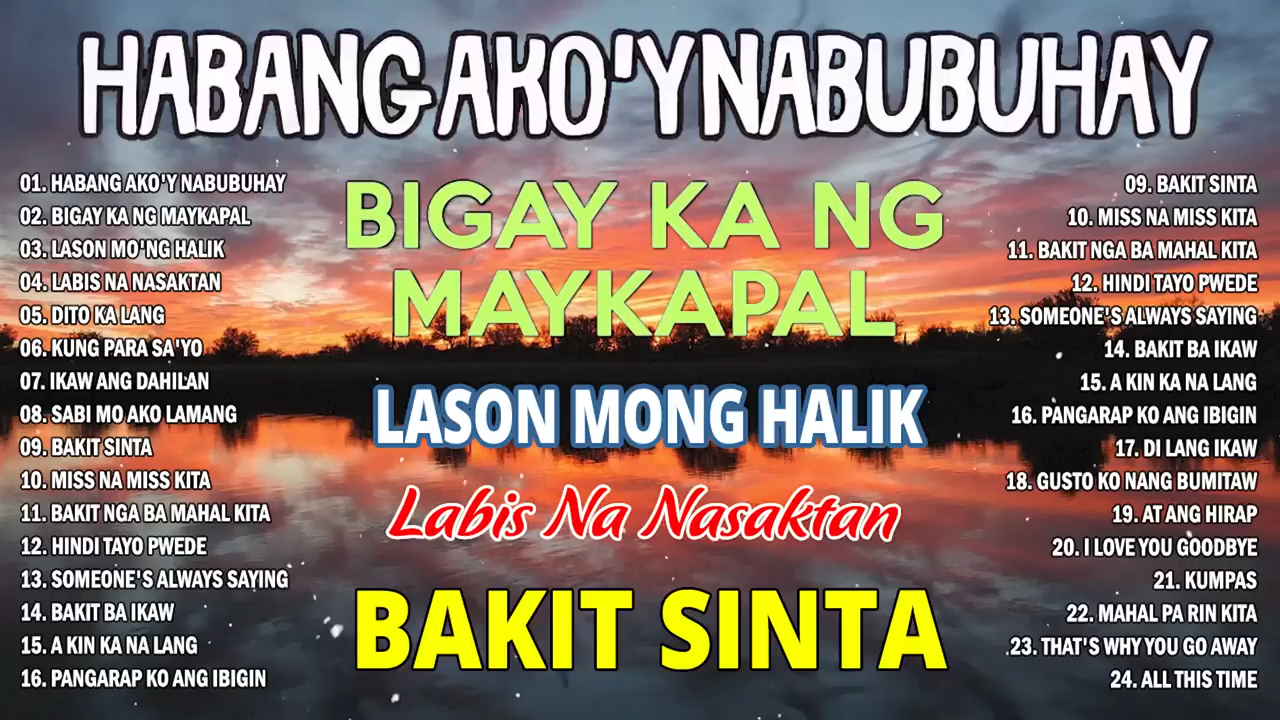 HABANG AKO'Y NABUBUHAY
01. HABANG AKO'Y NABUBUHAY
02. BIGAY KA NG MAYKAPAL
03. LASON MO'NG HALIK
04. LABIS NA NASAKTAN
05. DITO KA LANG
06. KUNG PARA SA'YO
07. IKAW ANG DAHILAN
08. SABI MO AKO LAMANG
09. BAKIT SINTA
10. MISS NA MISS KITA
11. BAKIT NGA BA MAHAL KITA
12. HINDI TAYO PWEDE
13. SOMEONE'S ALWAYS SAYING
14. BAKIT BA IKAW
15. A KIN KA NA LANG
16. PANGARAP KO ANG IBIGIN
BIGAY KA NG
MAYKAPAL
LASON MONG HALIK
Labis Na Nasaktan
BAKIT SINTA
09. BAKIT SINTA
10. MISS NA MISS KITA
11. BAKIT NGA BA MAHAL KITA
12. HINDI TAYO PWEDE
13. SOMEONE'S ALWAYS SAYING
14. BAKIT BA IKAW
15. A KIN KA NA LANG
16. PANGARAP KO ANG IBIGIN
17. DI LANG IKAW
18. GUSTO KO NANG BUMITAW
19. AT ANG HIRAP
20. I LOVE YOU GOODBYE
21. KUMPAS
22. MAHAL PA RIN KITA
23. THAT'S WHY YOU GO AWAY
24. ALL THIS TIME